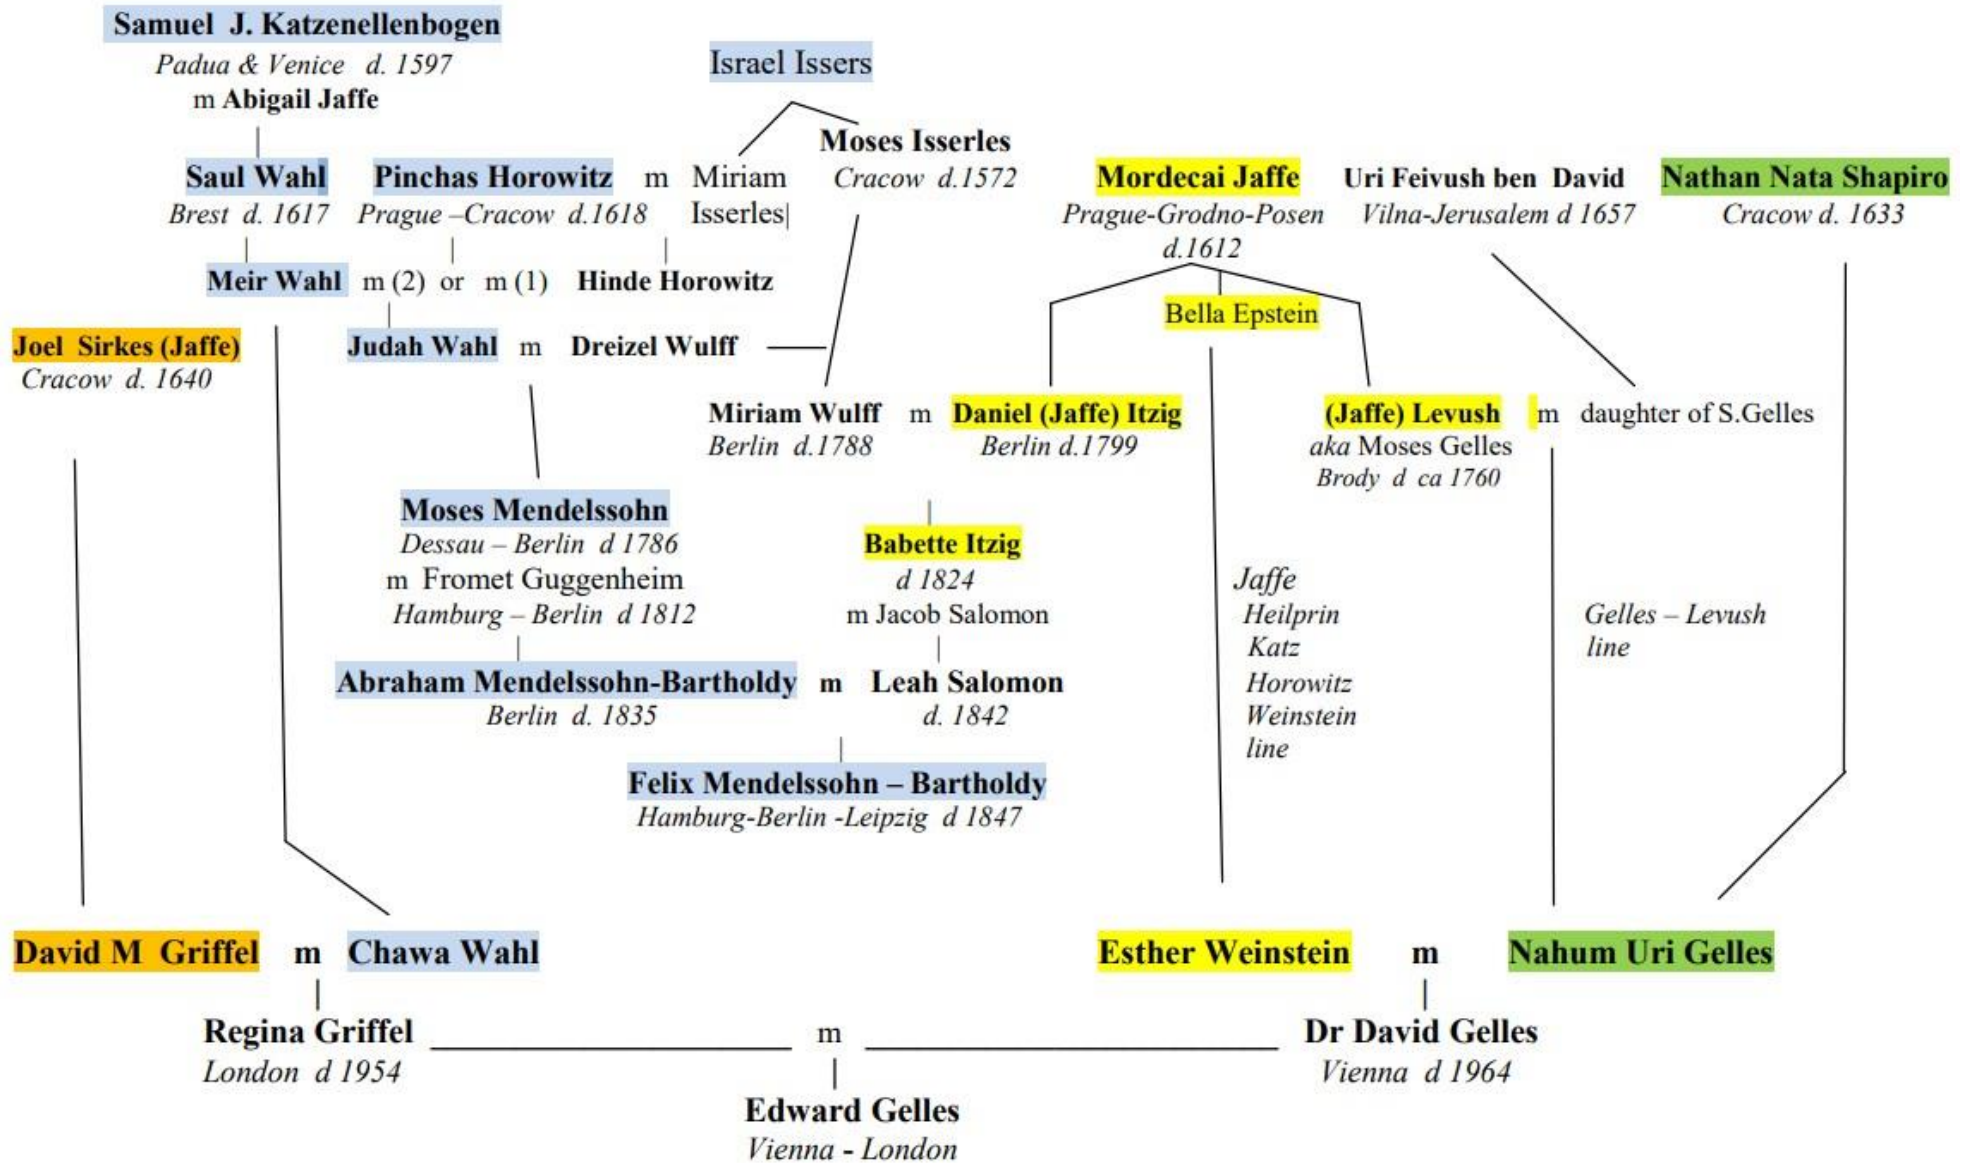 Samuel J. Katzenellenbogen
Padua & Venice d. 1597
m Abigail Jaffe
Israel Issers
Moses Isserles
Cracow d.1572
Saul Wahl
Brest d. 1617
Pinchas Horowitz m Miriam
Prague –Cracow d.1618 Isserles|
Mordecai Jaffe
Prague-Grodno-Posen
d.1612
Uri Feivush ben David
Vilna-Jerusalem d 1657
Nathan Nata Shapiro
Cracow d. 1633
Meir Wahl m (2) or m (1) Hinde Horowitz
Bella Epstein
Joel Sirkes (Jaffe)
Cracow d. 1640
Judah Wahl m Dreizel Wulff
Miriam Wulff m Daniel (Jaffe) Itzig
Berlin d.1788 Berlin d.1799
(Jaffe) Levush m daughter of S.Gelles
aka Moses Gelles
Brody d ca 1760
Moses Mendelssohn
Dessau – Berlin d 1786
m Fromet Guggenheim
Hamburg – Berlin d 1812
Babette Itzig
d 1824
m Jacob Salomon
Jaffe
Heilprin
Katz
Horowitz
Weinstein
line
Gelles – Levush
line
Abraham Mendelssohn-Bartholdy m Leah Salomon
Berlin d. 1835 d. 1842
Felix Mendelssohn – Bartholdy
Hamburg-Berlin -Leipzig d 1847
David M Griffel m Chawa Wahl
Esther Weinstein m Nahum Uri Gelles
Regina Griffel m Dr David Gelles
London d 1954 Vienna d 1964
Edward Gelles
Vienna - London